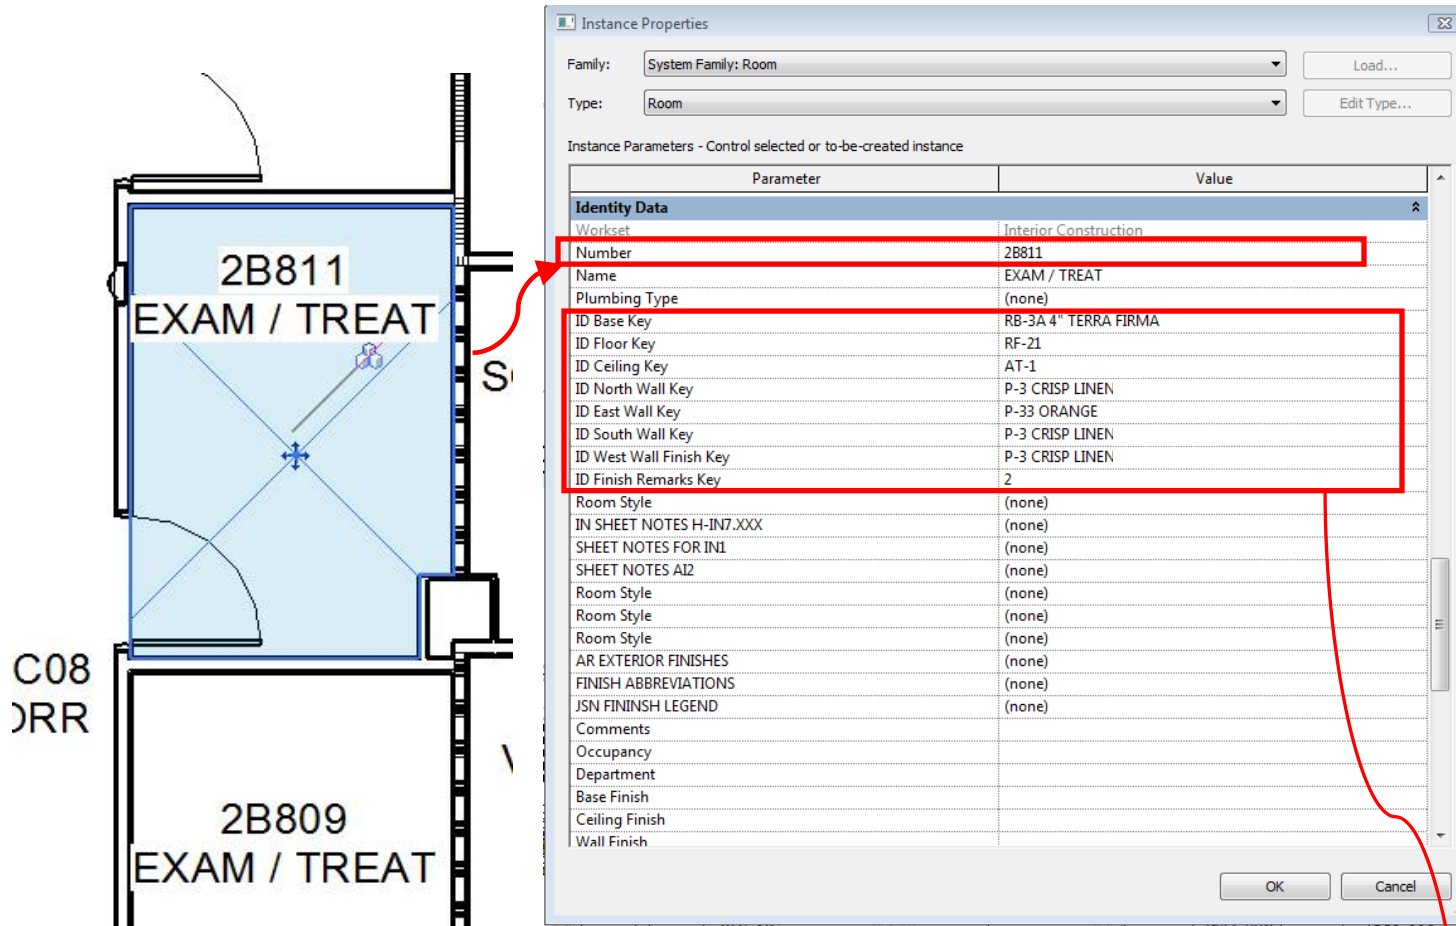 2B811
EXAM / TREAT
C08
ORR
2B809
EXAM / TREAT
Instance Properties
Family: System Family: Room Load...
Type: Room Edit Type...
Instance Parameters - Control selected or to-be-created instance
Parameter Value
Identity Data
Workset Interior Construction
Number 2B811
Name EXAM / TREAT
Plumbing Type (none)
ID Base Key RB-3A 4" TERRA FIRMA
ID Floor Key RF-21
ID Ceiling Key AT-1
ID North Wall Key P-3 CRISP LINEN
ID East Wall Key P-33 ORANGE
ID South Wall Key P-3 CRISP LINEN
ID West Wall Finish Key P-3 CRISP LINEN
ID Finish Remarks Key 2
Room Style (none)
IN SHEET NOTES H-IN7.XXX (none)
SHEET NOTES FOR IN1 (none)
SHEET NOTES AI2 (none)
Room Style (none)
Room Style (none)
Room Style (none)
AR EXTERIOR FINISHES (none)
FINISH ABBREVIATIONS (none)
JSN FININSH LEGEND (none)
Comments
Occupancy
Department
Base Finish
Ceiling Finish
Wall Finish
OK Cancel